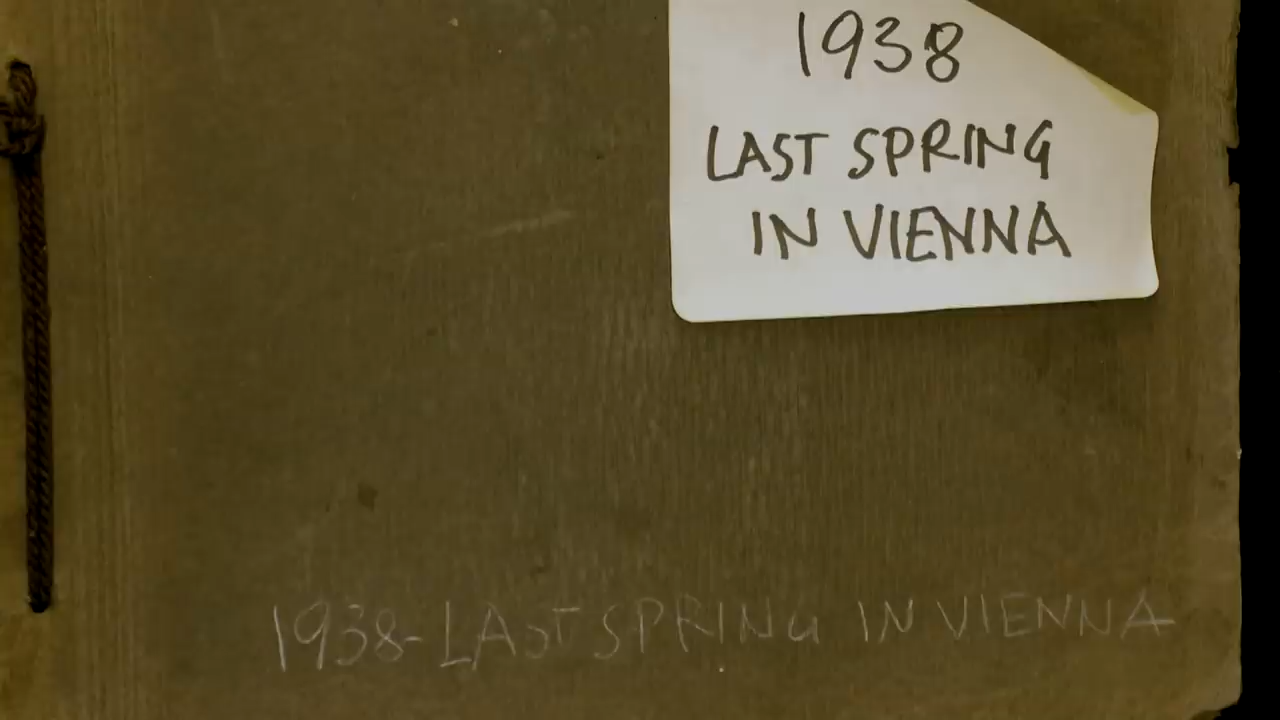 1938
LAST SPRING
IN VIENNA
1938-LAST SPRING IN VIENNA